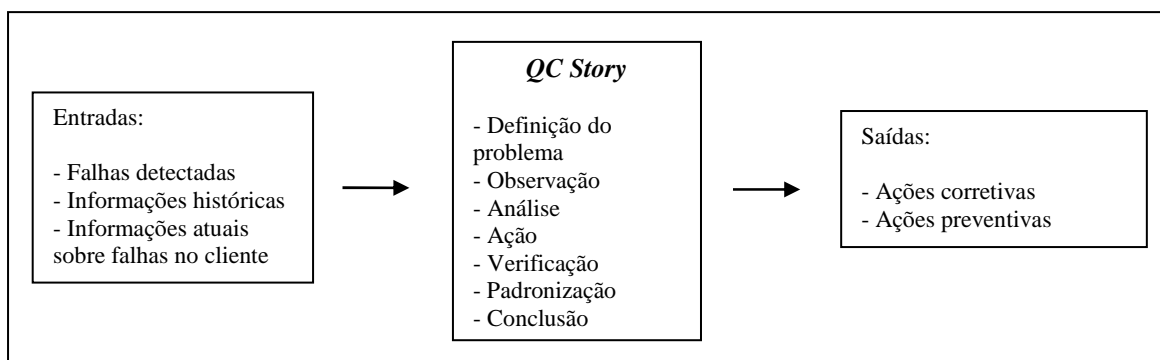 Entradas:
- Falhas detectadas
- Informações históricas
- Informações atuais
sobre falhas no cliente
QC Story
- Definição do
problema
- Observação
- Análise
- Ação
- Verificação
- Padronização
- Conclusão
Saídas:
- Ações corretivas
- Ações preventivas